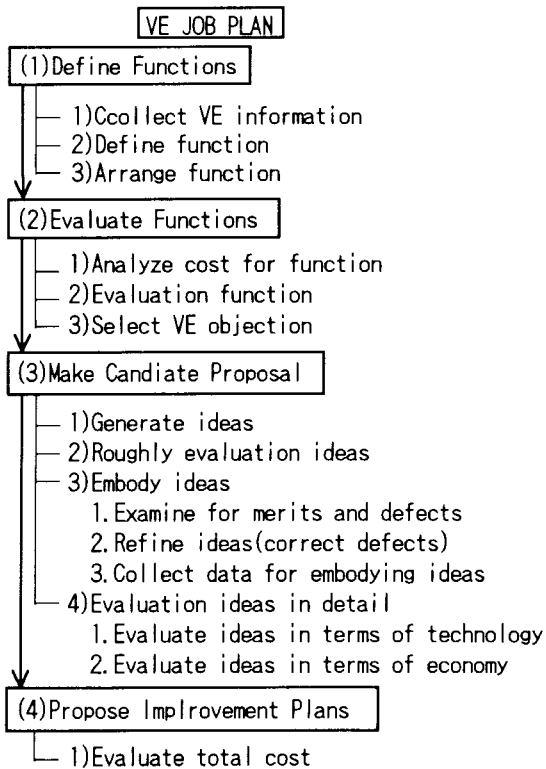 VE JOB PLAN
(1)Define Functions
1)Ccollect VE information
2)Define function
3)Arrange function
(2)Evaluate Functions
1)Analyze cost for function
2)Evaluation function
3)Select VE objection
(3)Make Candiate Proposal
1)Generate ideas
2)Roughly evaluation ideas
3)Embody ideas
1.Examine for merits and defects
2.Refine ideas(correct defects)
3.Collect data for embodying ideas
4)Evaluation ideas in detail
1.Evaluate ideas in terms of technology
2.Evaluate ideas in terms of economy
(4)Propose Implrovement Plans
1)Evaluate total cost